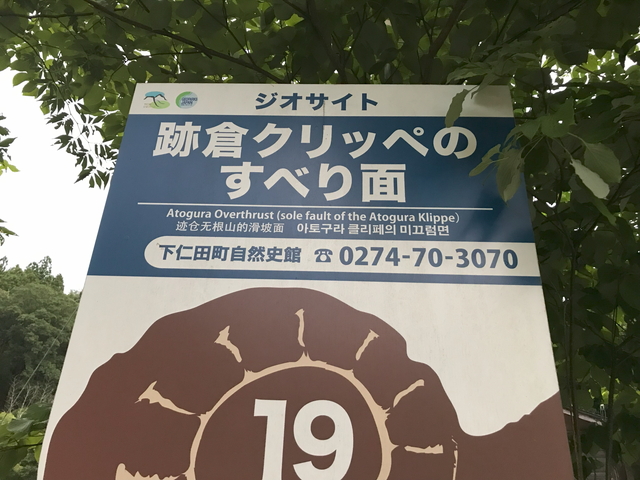 ジオサイト
跡倉クリッペの
すべり面
Atogura Overthrust (sole fault of the Atogura Klippe)
迹仓无根山的滑坡面 아토구라 클리페의 미끄럼면
下仁田町自然史館 ☎ 0274-70-3070
19